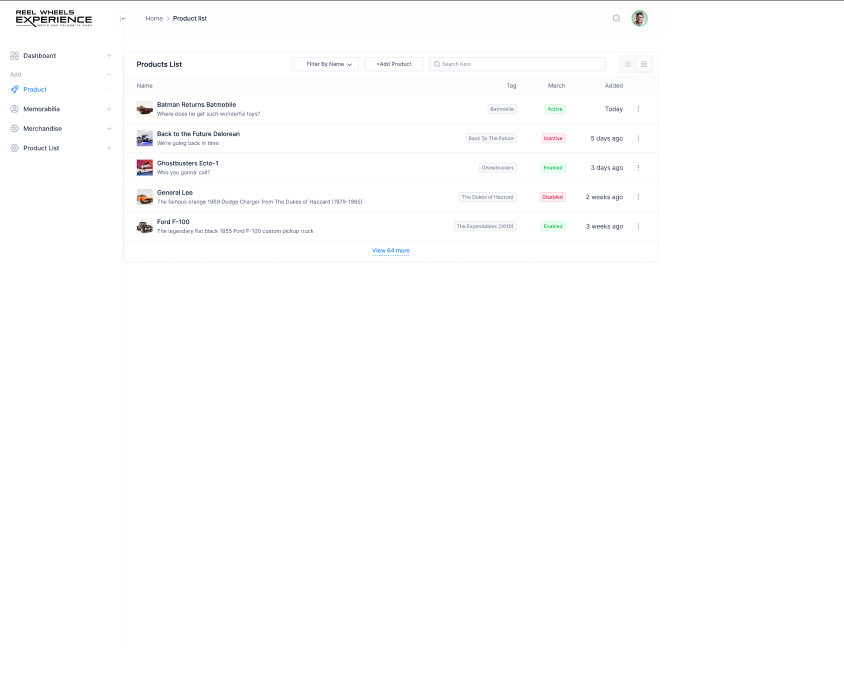 REEL WHEELS
EXPERIENCE
MOVIE AND CELEBRITY CARS
Home > Product list
Dashboard
Add
Product
Memorabilia
Merchandise
Product List
Products List
Filter By Name
+Add Product
Search Here
Name Tag Merch Added
Batman Returns Batmobile
Where does he get such wonderful toys?
Batmobile Active Today
Back to the Future Delorean
We're going back in time.
Back Tp The Future Inactive 5 days ago
Ghostbusters Ecto-1
Who you gonna' call?
Ghostbusters Enabled 3 days ago
General Lee
The famous orange 1969 Dodge Charger from The Dukes of Hazzard (1979-1985)
The Dukes of Hazzard Disabled 2 weeks ago
Ford F-100
The legendary flat black 1955 Ford F-100 custom pickup truck
The Expendables (2010) Enabled 3 weeks ago
View 64 more